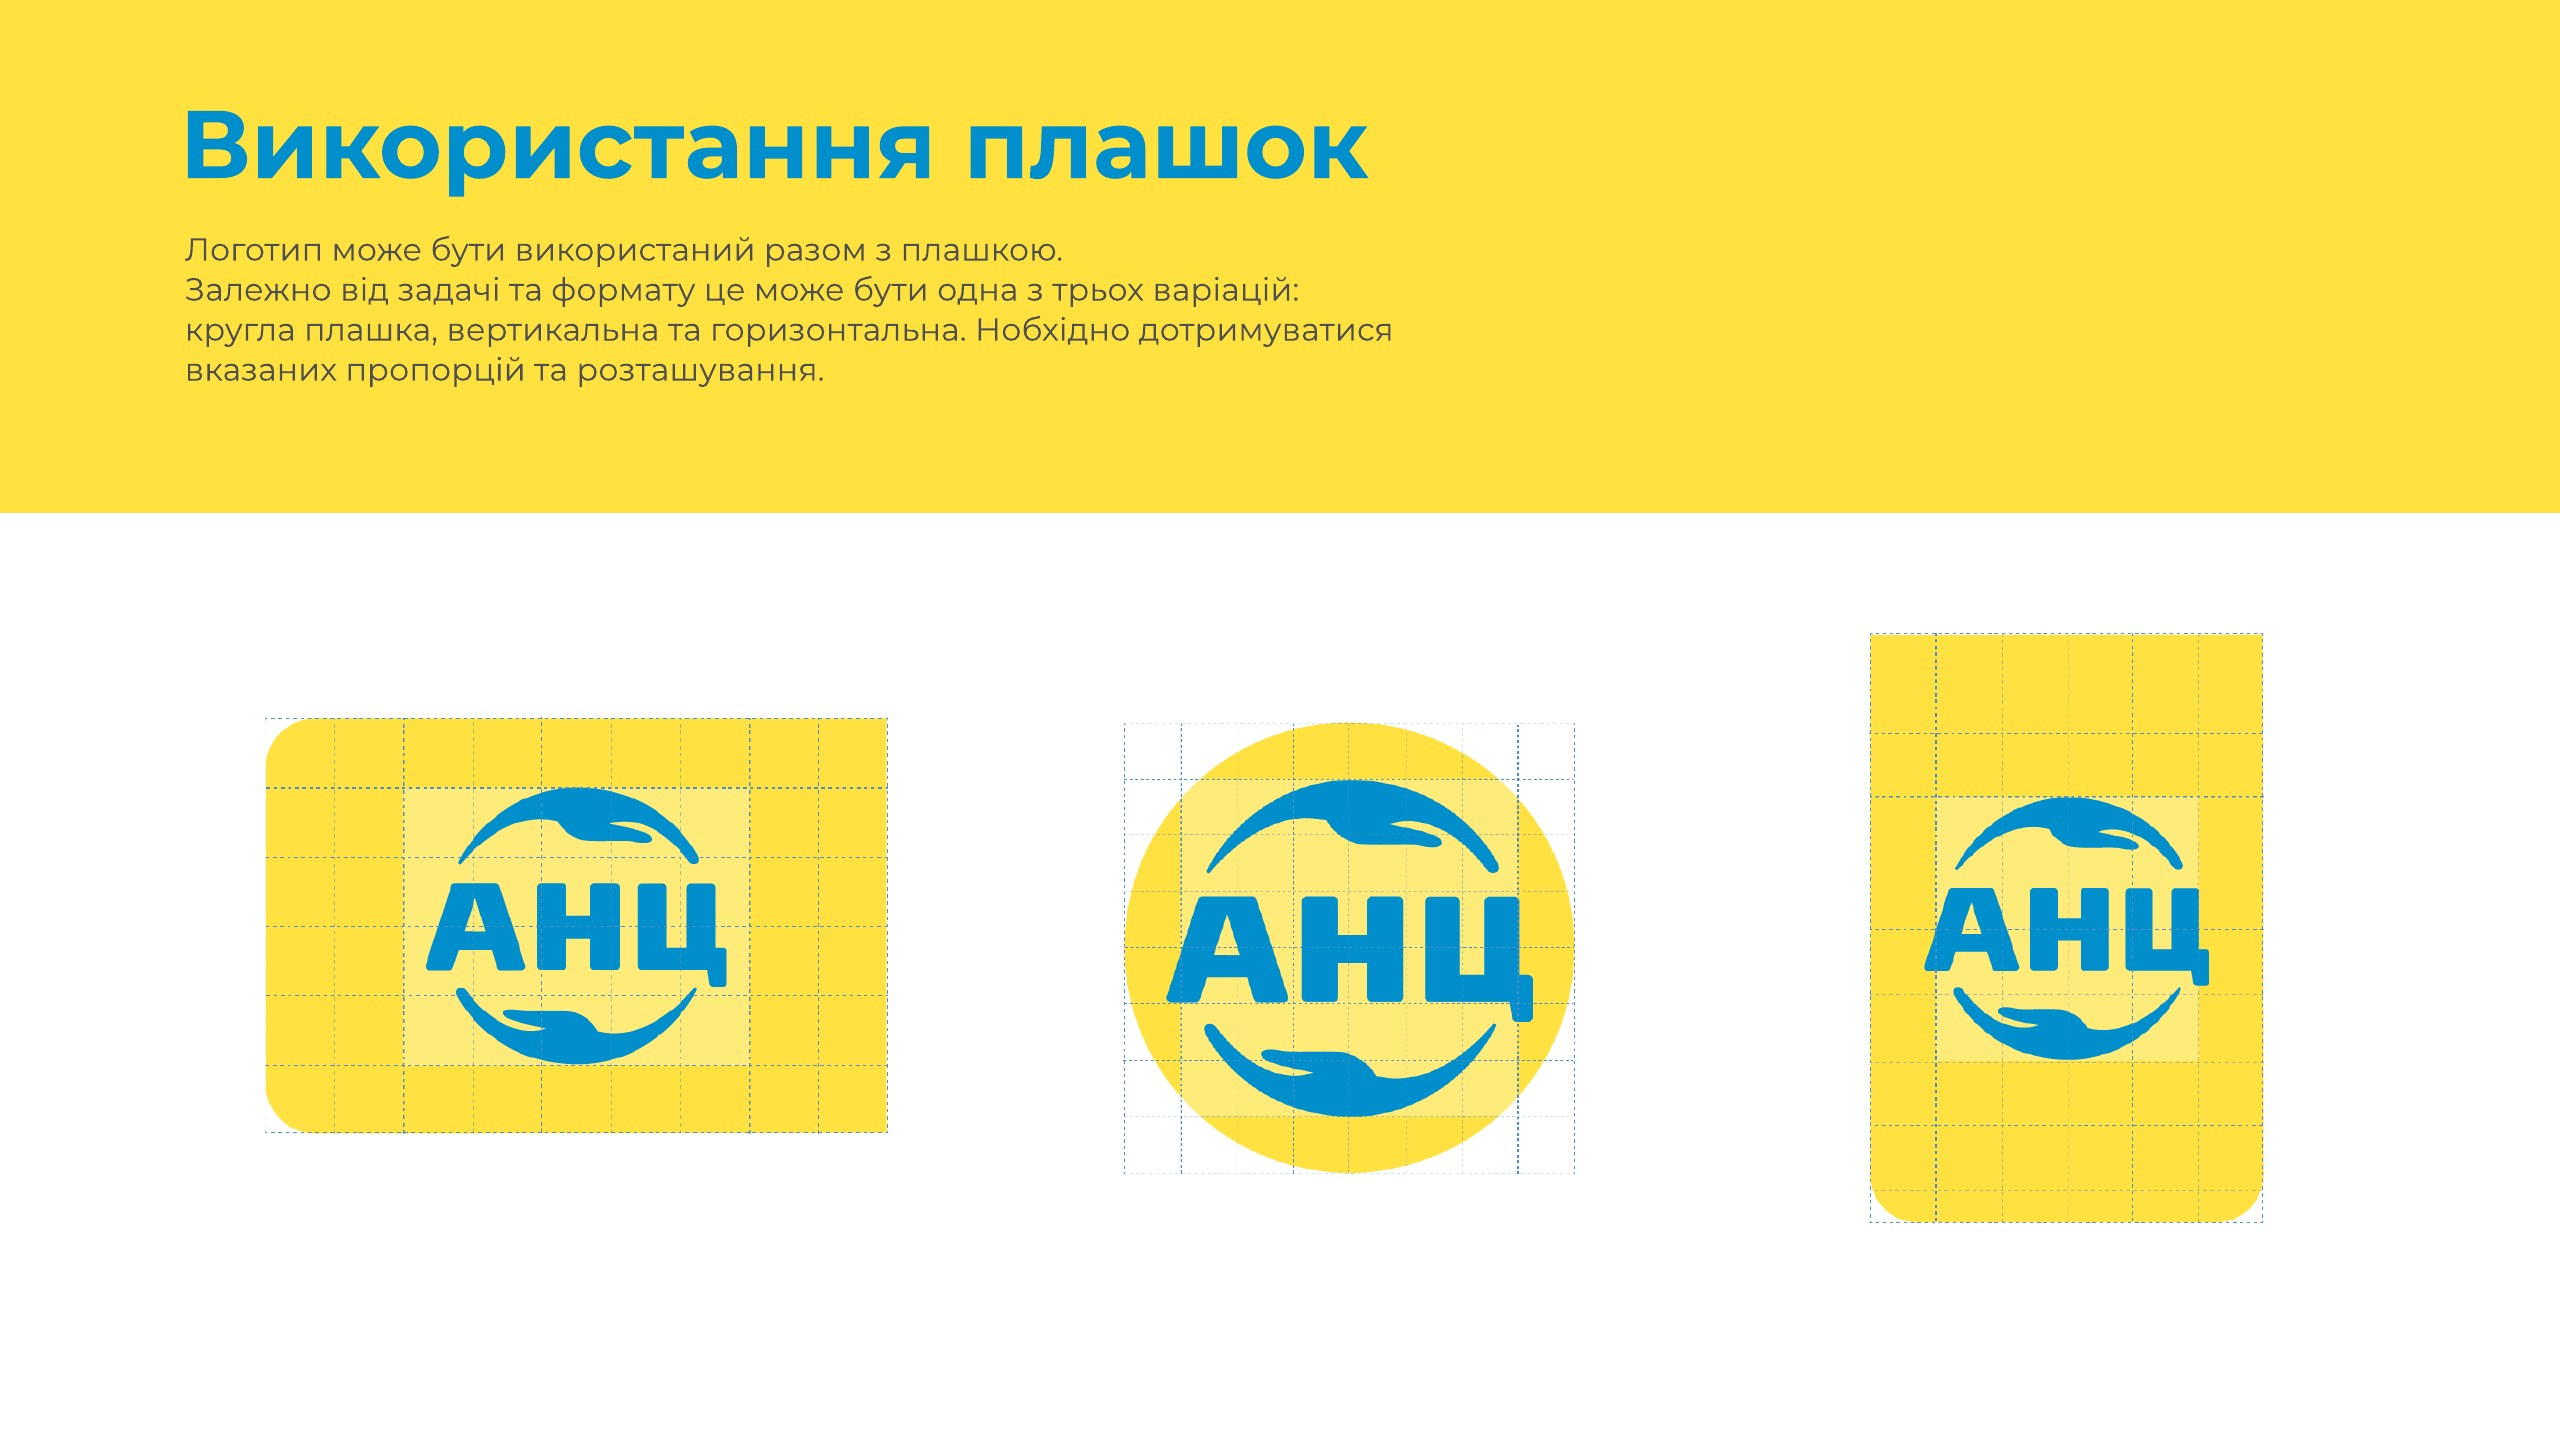 Використання плашок
Логотип може бути використаний разом з плашкою.
Залежно від задачі та формату це може бути одна з трьох варіацій:
кругла плашка, вертикальна та горизонтальна. Нобхідно дотримуватися
вказаних пропорцій та розташування.
АНЦ
АНЦ
АНЦ